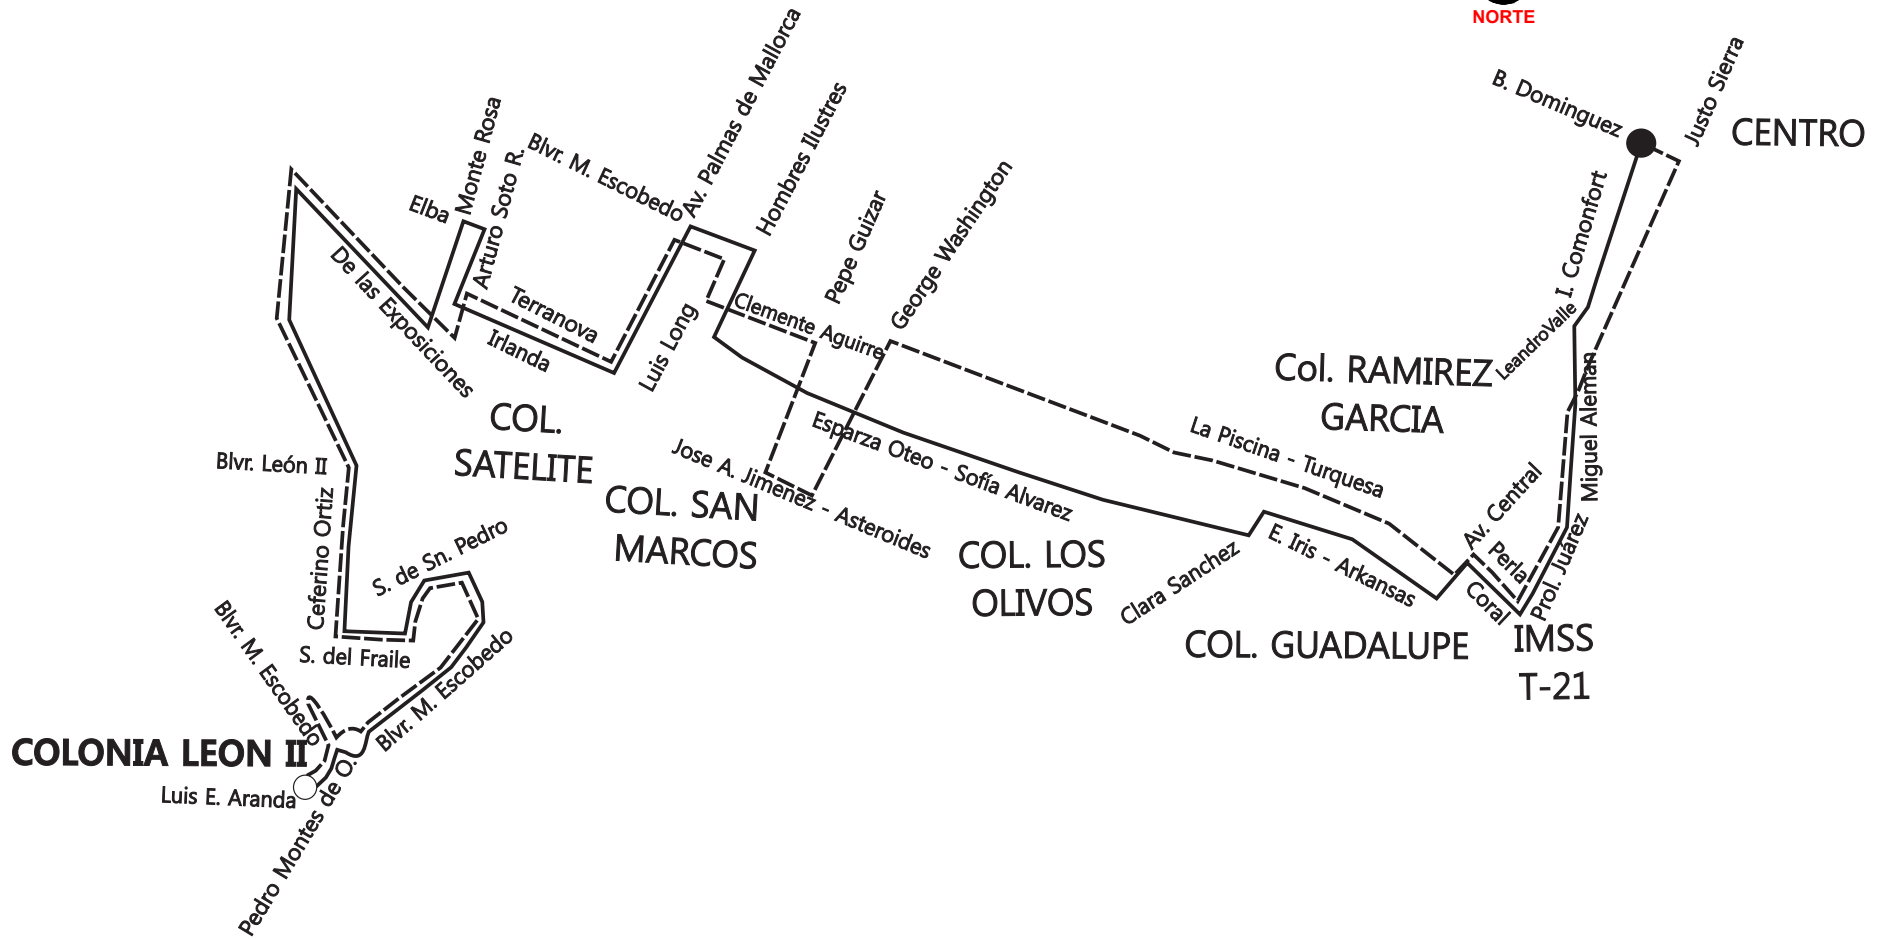 NORTE
Av. Palmas de Mallorca
Justo Sierra
B. Dominguez
CENTRO
Hombres Ilustres
Monte Rosa
Blvr. M. Escobedo
Arturo Soto R.
Elba
George Washington
Pepe Guizar
I. Comonfort
De las Exposiciones
Terranova
Irlanda
Luis Long
Clemente Aguirre
LeandroValle
Miguel Aleman
Col. RAMIREZ
GARCIA
COL.
SATELITE
Blvr. León II
Ceferino Ortiz
Esparza Oteo - Sofía Alvarez
La Piscina - Turquesa
Jose A. Jimenez - Asteroides
COL. SAN
MARCOS
Av. Central
Perla
Prol. Juárez
S. de Sn. Pedro
COL. LOS
OLIVOS
Clara Sanchez
E. Iris - Arkansas
Coral
COL. GUADALUPE
IMSS
T-21
S. del Fraile
Blvr. M. Escobedo
Blvr. M. Escobedo
COLONIA LEON II
Luis E. Aranda
Pedro Montes de O.